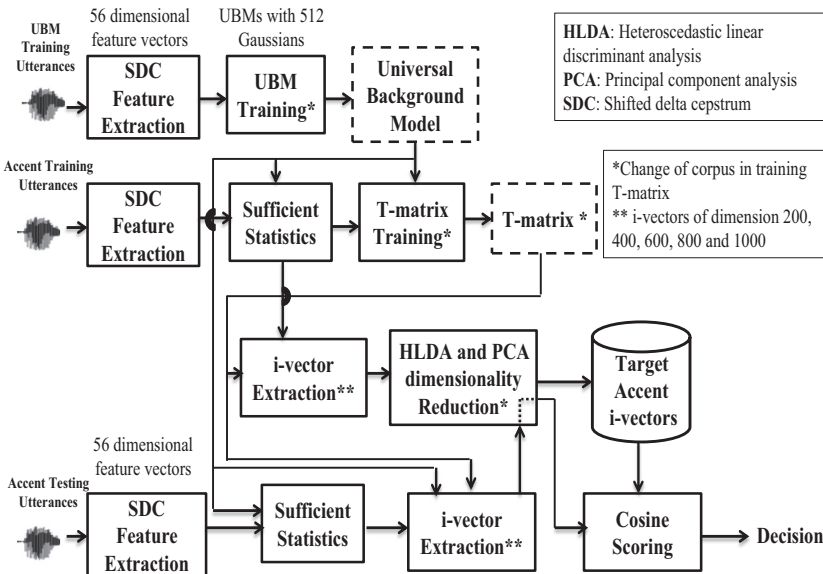 UBM
Training
Utterances
56 dimensional
feature vectors
UBMs with 512
Gaussians
SDC
Feature
Extraction
UBM
Training*
Universal
Background
Model
HLDA: Heteroscedastic linear
discriminant analysis
PCA: Principal component analysis
SDC: Shifted delta cepstrum
Accent Training
Utterances
SDC
Feature
Extraction
Sufficient
Statistics
T-matrix
Training*
T-matrix *
*Change of corpus in training
T-matrix
** i-vectors of dimension 200,
400, 600, 800 and 1000
i-vector
Extraction**
HLDA and PCA
dimensionality
Reduction*
Target
Accent
i-vectors
56 dimensional
feature vectors
Accent Testing
Utterances
SDC
Feature
Extraction
Sufficient
Statistics
i-vector
Extraction**
Cosine
Scoring
Decision